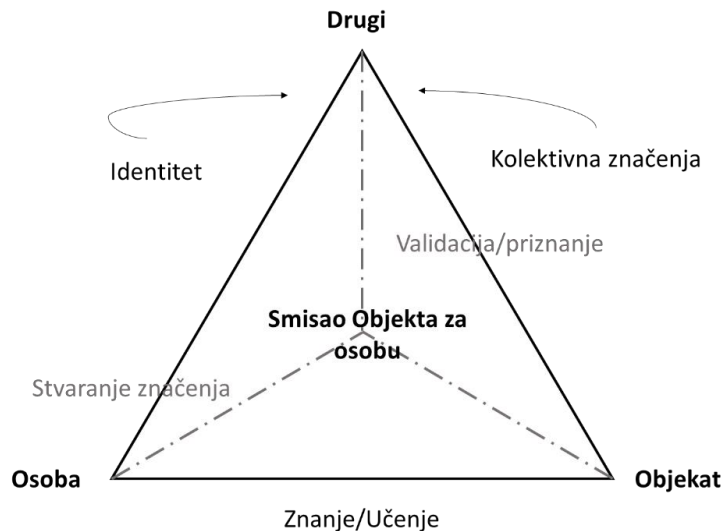 Drugi
Identitet
Kolektivna značenja
Validacija/priznanje
Smisao Objekta za
osobu
Stvaranje značenja
Osoba
Objekat
Znanje/Učenje